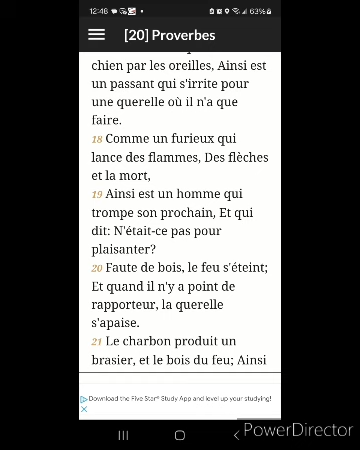 12:48
63%
[20] Proverbes
chien par les oreilles, Ainsi est
un passant qui s'irrite pour
une querelle où il n'a que
faire.
18 Comme un furieux qui
lance des flammes, Des flèches
et la mort,
19 Ainsi est un homme qui
trompe son prochain, Et qui
dit: N'était-ce pas pour
plaisanter?
20 Faute de bois, le feu s'éteint;
Et quand il n'y a point de
rapporteur, la querelle
s'apaise.
21 Le charbon produit un
brasier, et le bois du feu; Ainsi
Download the Five Star® Study App and level up your studying!
PowerDirector